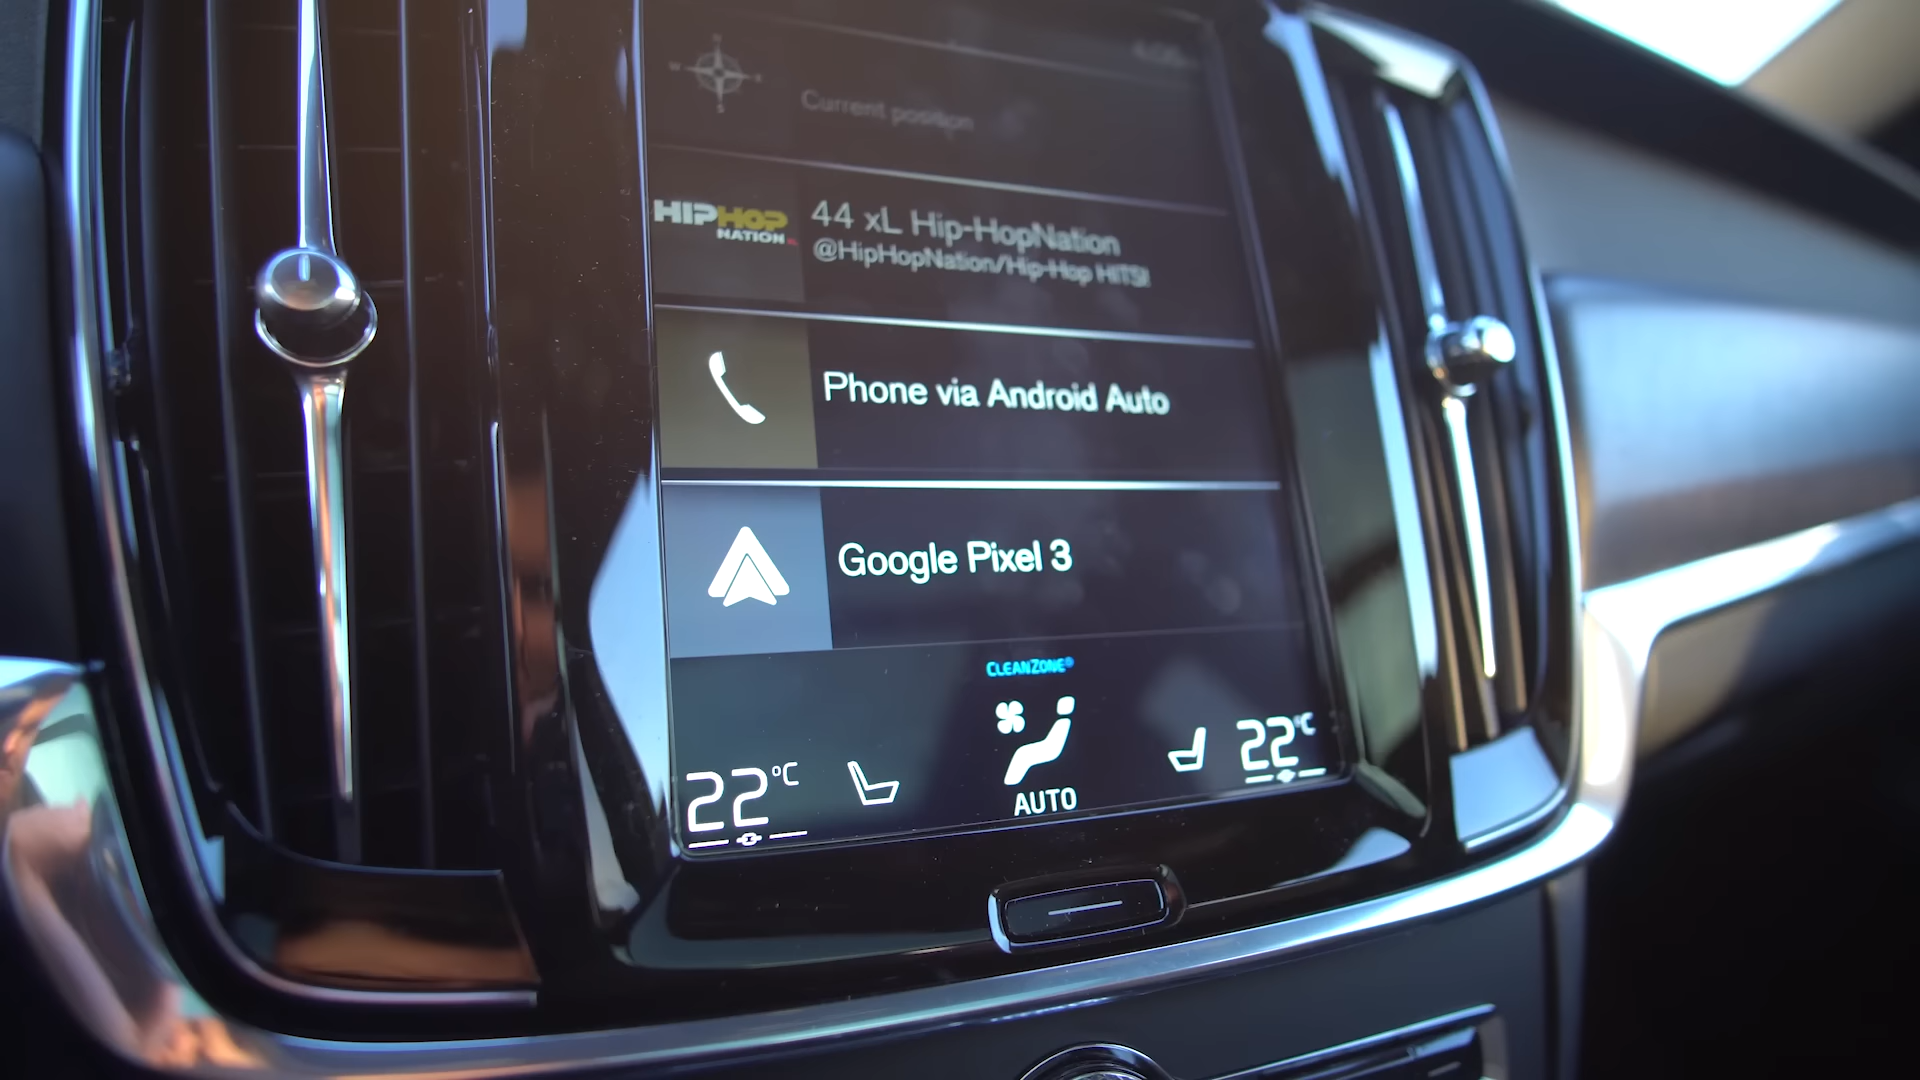 N
W E
S
Current position
HIPHOP
NATION
44 xL Hip-HopNation
@HipHopNation/Hip-Hop HITS!
Phone via Android Auto
Google Pixel 3
CLEANZONE®
22°C
AUTO
22°C